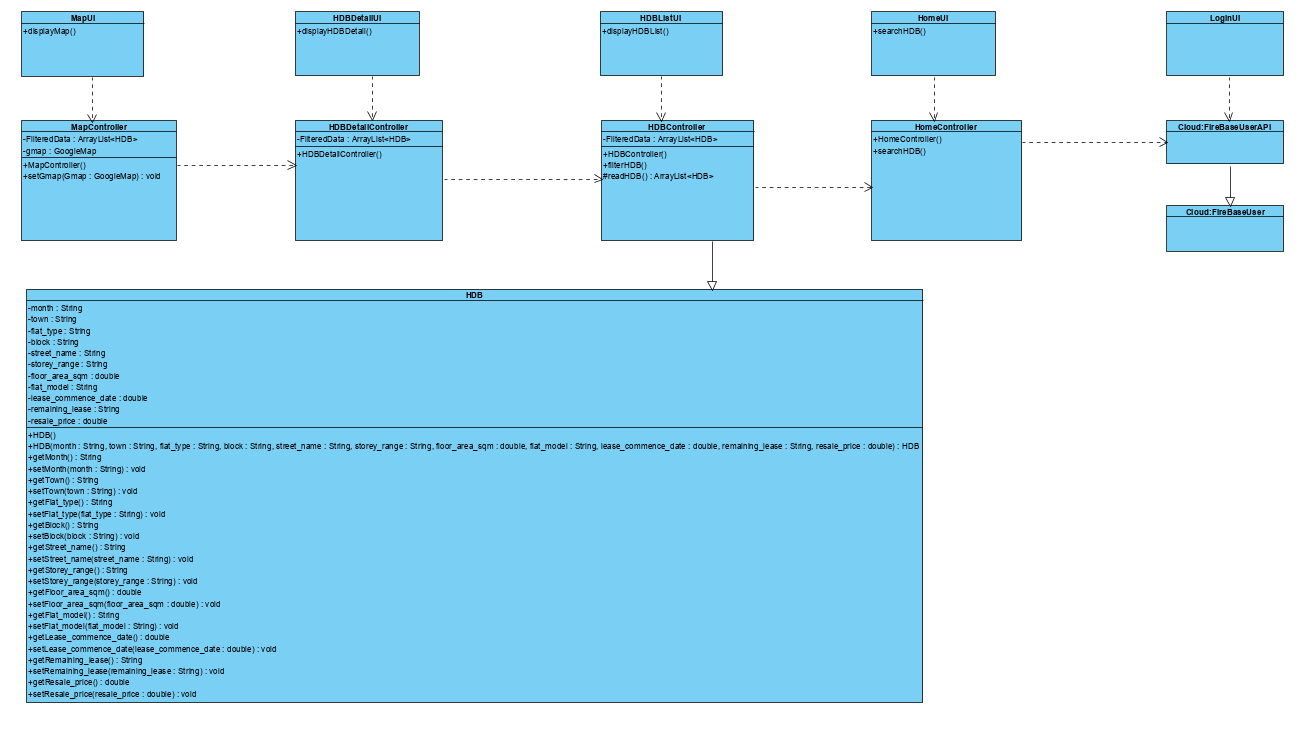 MapUI
+displayMap()
HDBDetailUI
+displayHDBDetail()
HDBListUI
+displayHDBList()
HomeUI
+searchHDB()
LoginUI
MapController
-FilteredData : ArrayList<HDB>
-gmap : GoogleMap
+MapController()
+setGmap(Gmap : GoogleMap) : void
HDBDetailController
-FilteredData : ArrayList<HDB>
+HDBDetailController()
HDBController
-FilteredData : ArrayList<HDB>
+HDBController()
+filterHDB()
#readHDB() : ArrayList<HDB>
HomeController
+HomeController()
+searchHDB()
Cloud:FireBaseUserAPI
Cloud:FireBaseUser
HDB
-month : String
-town : String
-flat_type : String
-block : String
-street_name : String
-storey_range : String
-floor_area_sqm : double
-flat_model : String
-lease_commence_date : double
-remaining_lease : String
-resale_price : double
+HDB()
+HDB(month : String, town : String, flat_type : String, block : String, street_name : String, storey_range : String, floor_area_sqm : double, flat_model : String, lease_commence_date : double, remaining_lease : String, resale_price : double) : HDB
+getMonth() : String
+setMonth(month : String) : void
+getTown() : String
+setTown(town : String) : void
+getFlat_type() : String
+setFlat_type(flat_type : String) : void
+getBlock() : String
+setBlock(block : String) : void
+getStreet_name() : String
+setStreet_name(street_name : String) : void
+getStorey_range() : String
+setStorey_range(storey_range : String) : void
+getFloor_area_sqm() : double
+setFloor_area_sqm(floor_area_sqm : double) : void
+getFlat_model() : String
+setFlat_model(flat_model : String) : void
+getLease_commence_date() : double
+setLease_commence_date(lease_commence_date : double) : void
+getRemaining_lease() : String
+setRemaining_lease(remaining_lease : String) : void
+getResale_price() : double
+setResale_price(resale_price : double) : void